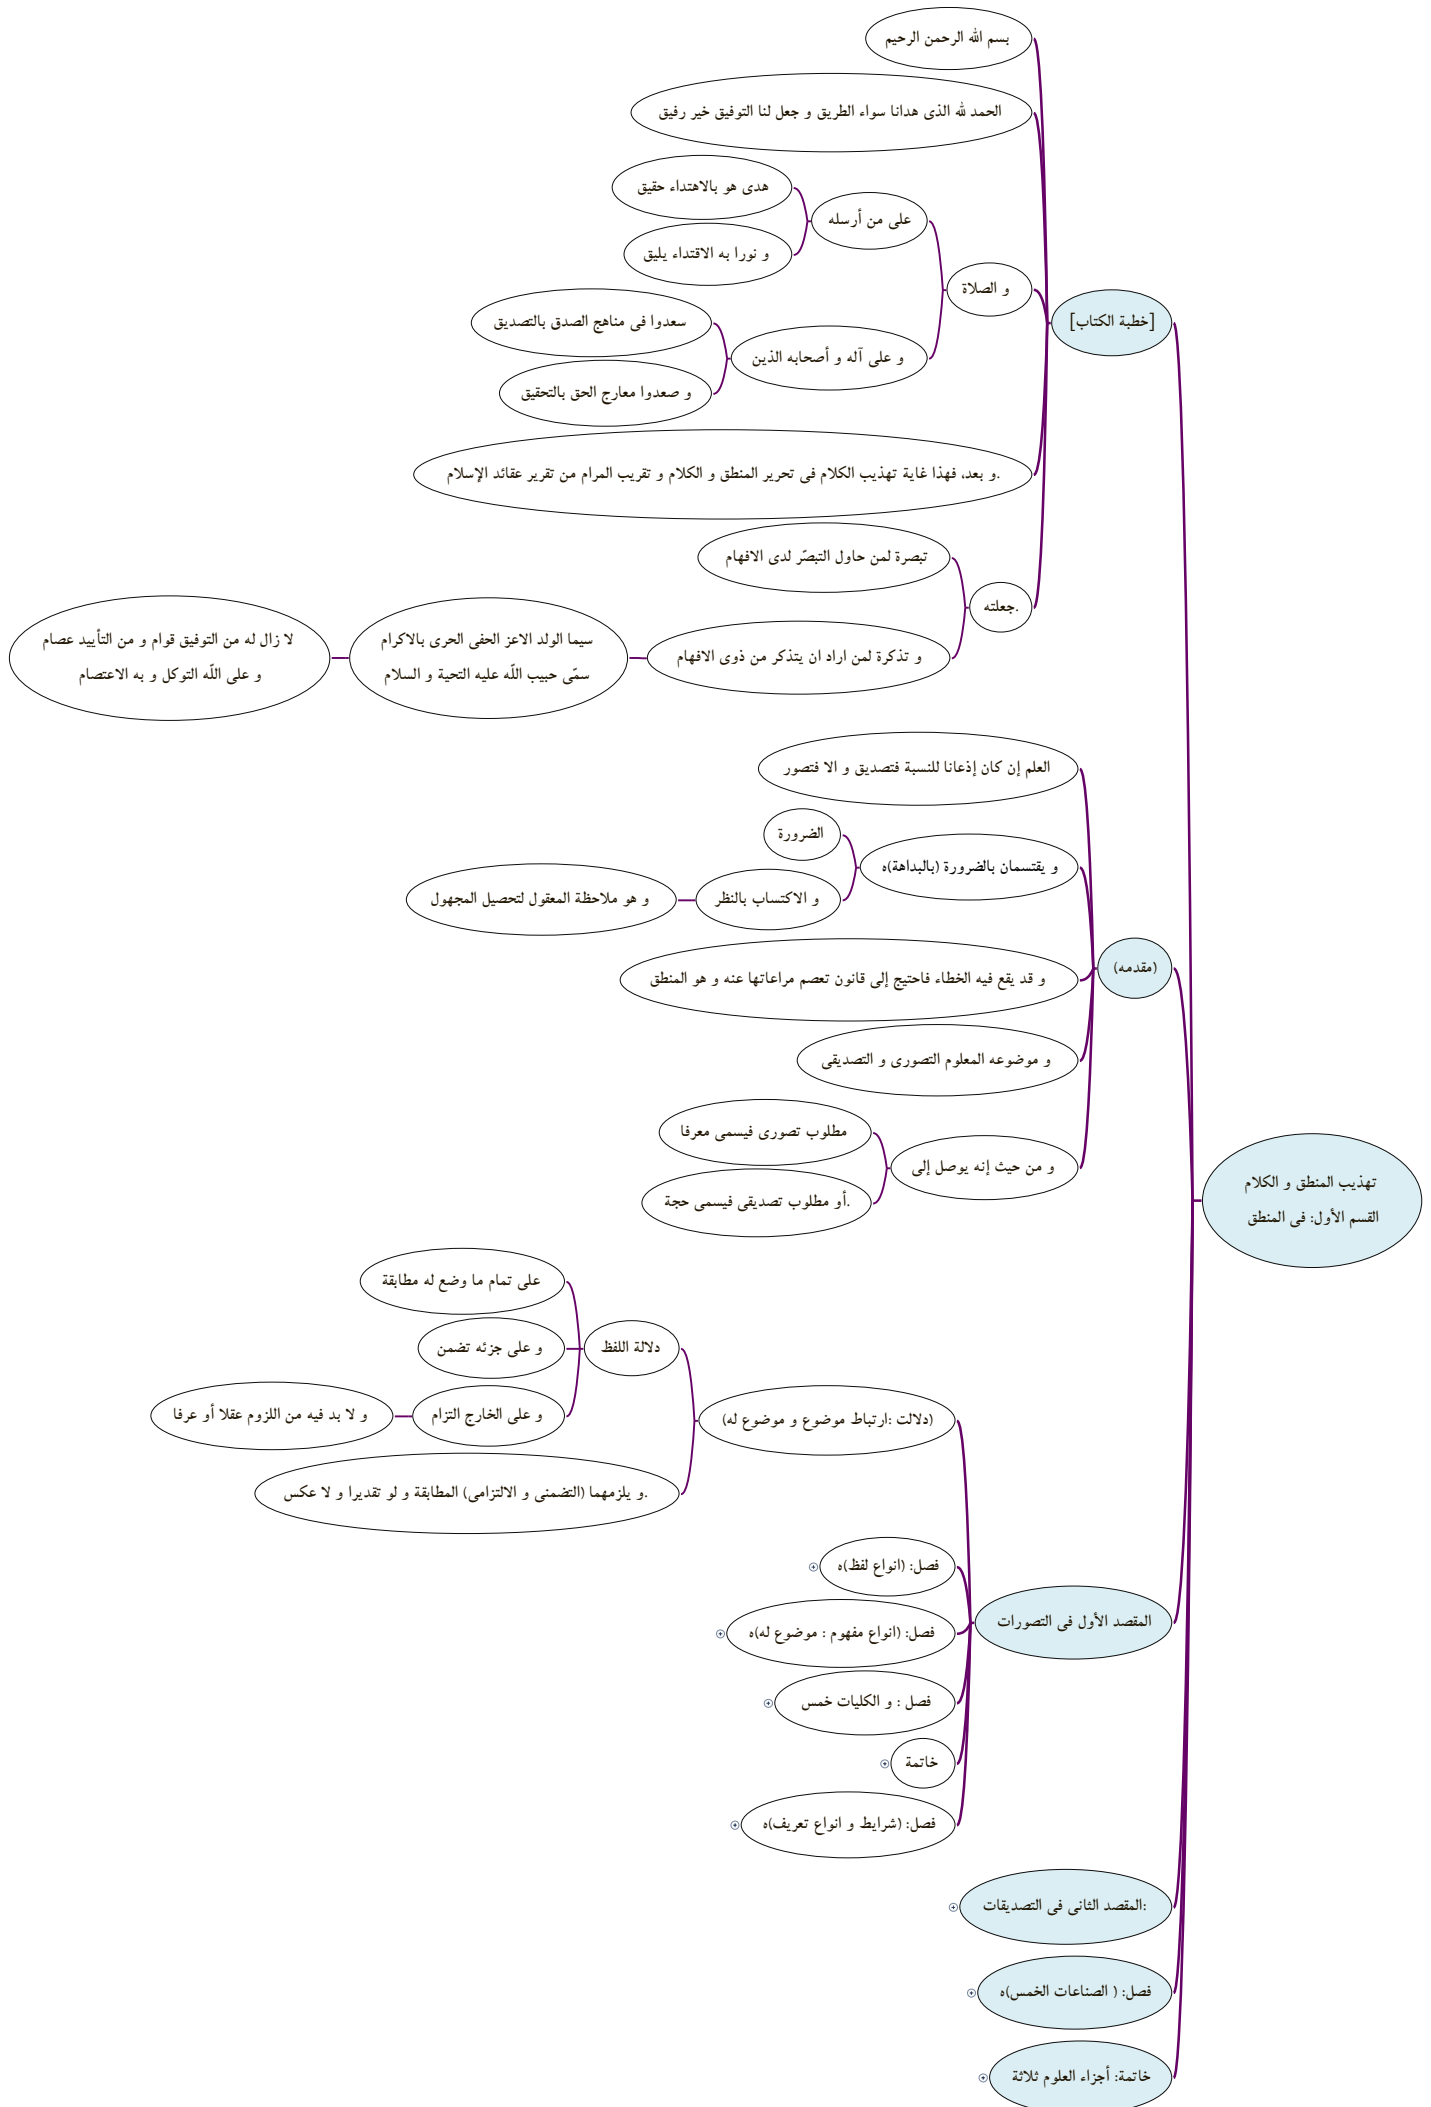 تهذيب المنطق و الكلام
القسم الأول: فى المنطق
[خطبة الكتاب]
بسم الله الرحمن الرحيم
الحمد لله الذى هدانا سواء الطريق و جعل لنا التوفيق خير رفيق
و الصلاة
على من أرسله
هدى هو بالاهتداء حقيق
و نورا به الاقتداء يليق
و على آله و أصحابه الذين
سعدوا فى مناهج الصدق بالتصديق
و صعدوا معارج الحق بالتحقيق
.و بعد، فهذا غاية تهذيب الكلام فى تحرير المنطق و الكلام و تقريب المرام من تقرير عقائد الإسلام
.جعلته
تبصرة لمن حاول التبصّر لدى الافهام
و تذكرة لمن اراد ان يتذكر من ذوى الافهام
سيما الولد الاعز الحفى الحرى بالاكرام
سمّى حبيب اللّه عليه التحية و السلام
لا زال له من التوفيق قوام و من التأييد عصام
و على اللّه التوكل و به الاعتصام
(مقدمه)
العلم إن كان إذعانا للنسبة فتصديق و الا فتصور
و يقتسمان بالضرورة (بالبداهة)ه
الضرورة
و الاكتساب بالنظر
و هو ملاحظة المعقول لتحصيل المجهول
و قد يقع فيه الخطاء فاحتيج إلى قانون تعصم مراعاتها عنه و هو المنطق
و موضوعه المعلوم التصورى و التصديقى
و من حيث إنه يوصل إلى
مطلوب تصورى فيسمى معرفا
.أو مطلوب تصديقى فيسمى حجة
المقصد الأول فى التصورات
(دلالت :ارتباط موضوع و موضوع له)
دلالة اللفظ
على تمام ما وضع له مطابقة
و على جزئه تضمن
و على الخارج التزام
و لا بد فيه من اللزوم عقلا أو عرفا
.و يلزمهما (التضمنى و الالتزامى) المطابقة و لو تقديرا و لا عكس
فصل: (انواع لفظ)ه
فصل: (انواع مفهوم : موضوع له)ه
فصل : و الكليات خمس
خاتمة
فصل: (شرايط و انواع تعريف)ه
:المقصد الثانى فى التصديقات
فصل: ( الصناعات الخمس)ه
خاتمة: أجزاء العلوم ثلاثة